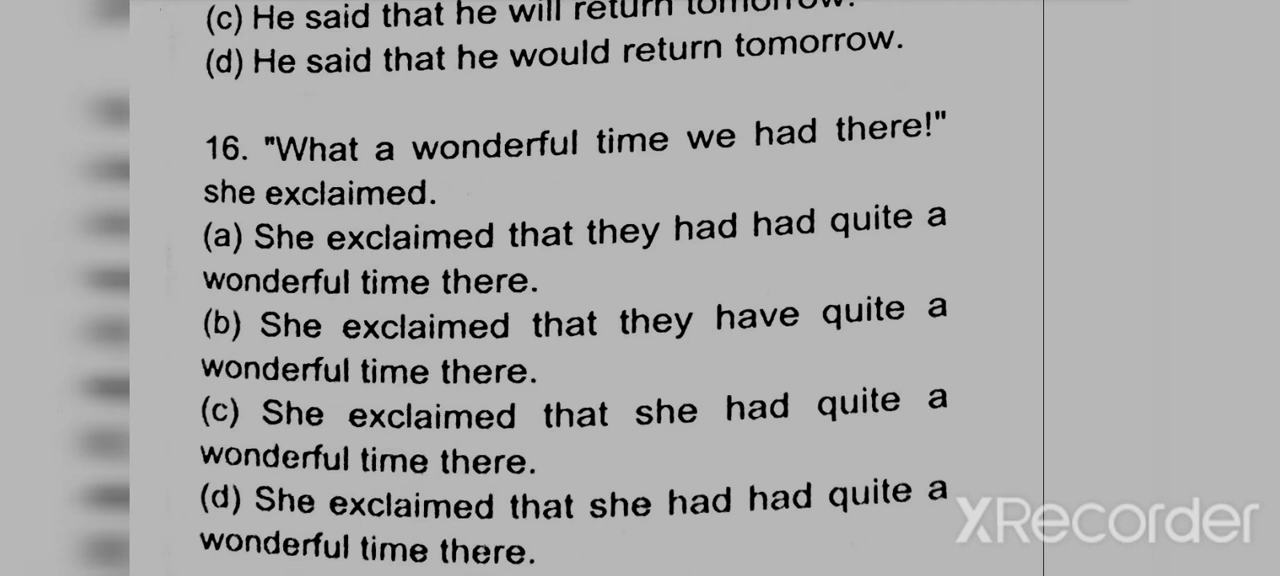 (c) He said that he will return tomorrow.
(d) He said that he would return tomorrow.
16. "What a wonderful time we had there!"
she exclaimed.
(a) She exclaimed that they had had quite a
wonderful time there.
(b) She exclaimed that they have quite a
wonderful time there.
(c) She exclaimed that she had quite a
wonderful time there.
(d) She exclaimed that she had had quite a
wonderful time there.
XRecorder